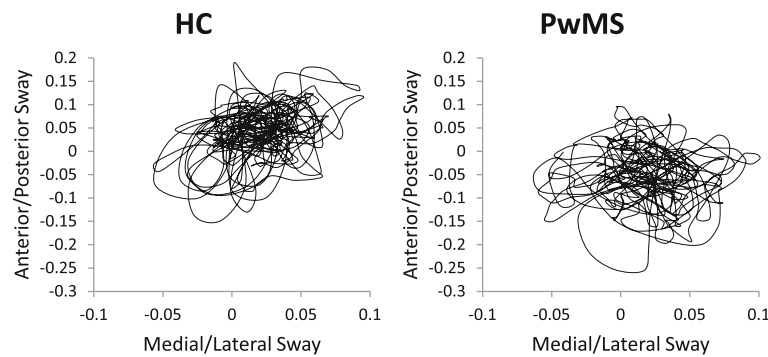 HC
0.2
0.15
0.1
0.05
0
-0.05
-0.1
-0.15
-0.2
-0.25
-0.3
Anterior/Posterior Sway
-0.1 -0.05 0 0.05 0.1
Medial/Lateral Sway
PwMS
0.2
0.15
0.1
0.05
0
-0.05
-0.1
-0.15
-0.2
-0.25
-0.3
Anterior/Posterior Sway
-0.1 -0.05 0 0.05 0.1
Medial/Lateral Sway